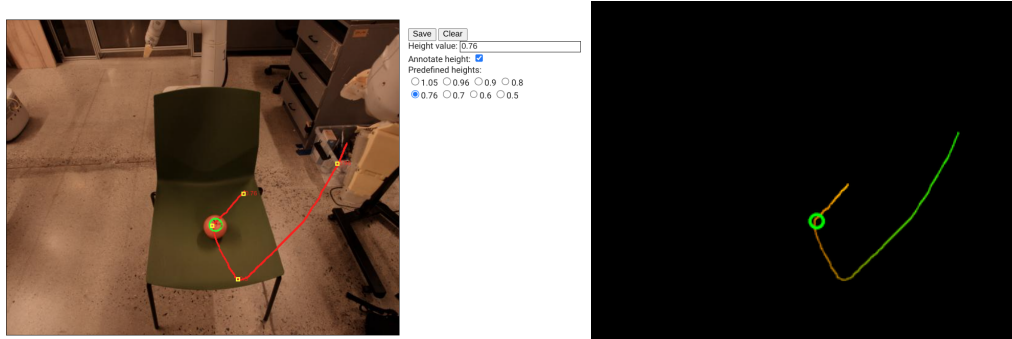 Save Clear
Height value: 0.76
Annotate height:
Predefined heights:
1.05 0.96 0.9 0.8
0.76 0.7 0.6 0.5